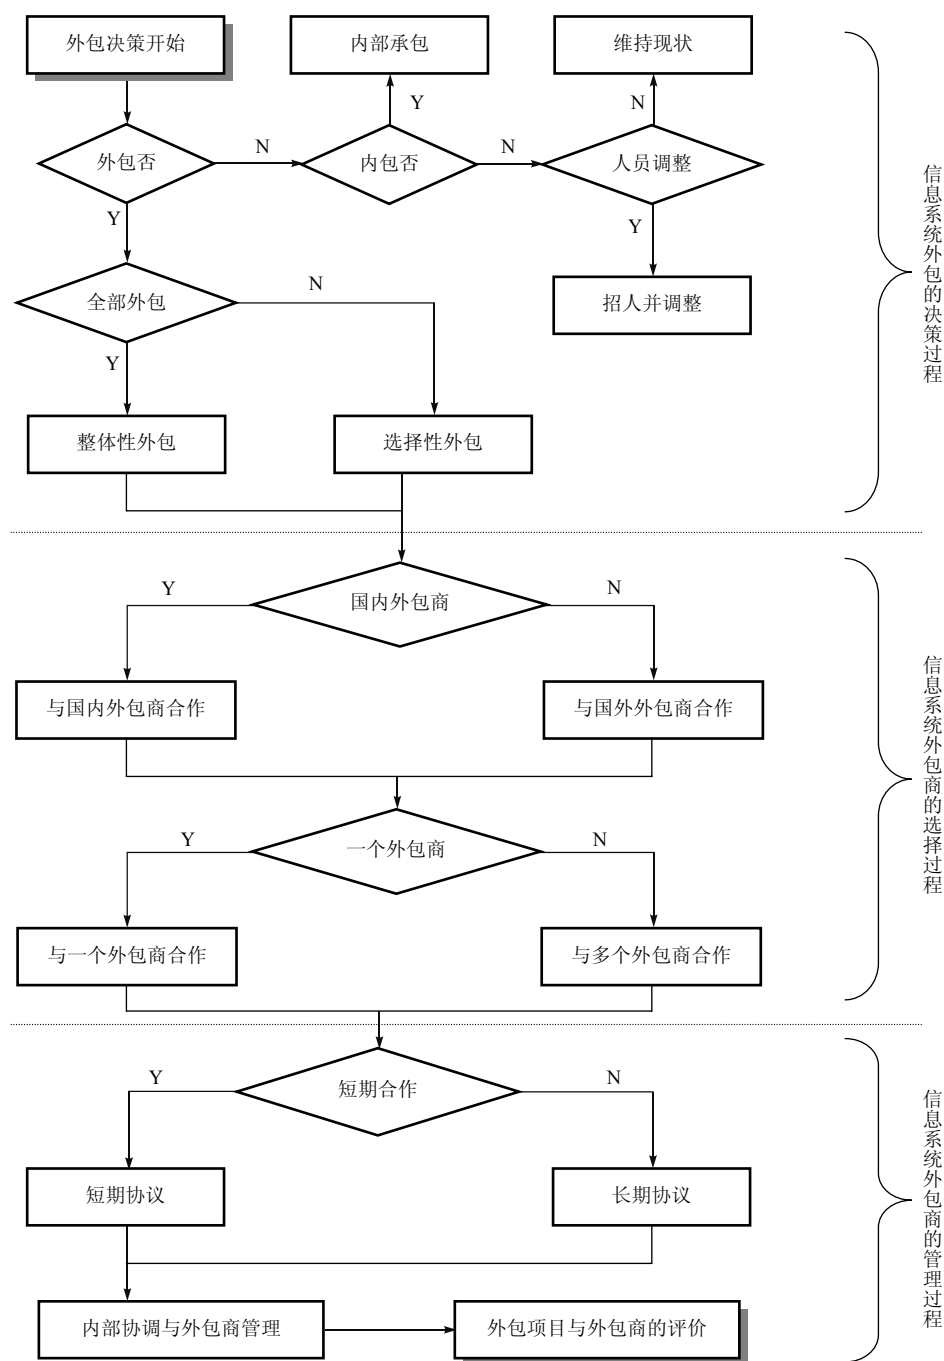 外包决策开始
内部承包
维持现状
Y
N
外包否
N
内包否
N
人员调整
Y
Y
全部外包
N
招人并调整
Y
整体性外包
选择性外包
信息系统外包的决策过程
国内外包商
Y
N
与国内外包商合作
与国外外包商合作
一个外包商
Y
N
与一个外包商合作
与多个外包商合作
信息系统外包商的选择过程
短期合作
Y
N
短期协议
长期协议
内部协调与外包商管理
外包项目与外包商的评价
信息系统外包商的管理过程